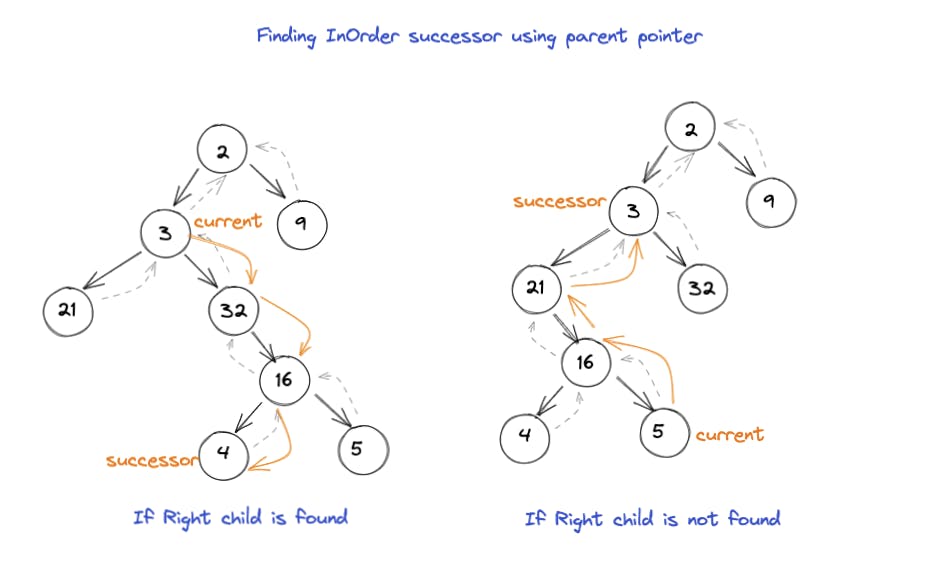 Finding InOrder successor using parent pointer
2
3
current
9
21
32
16
successor
4
5
If Right child is found
2
successor
3
9
21
32
16
4
5
current
If Right child is not found